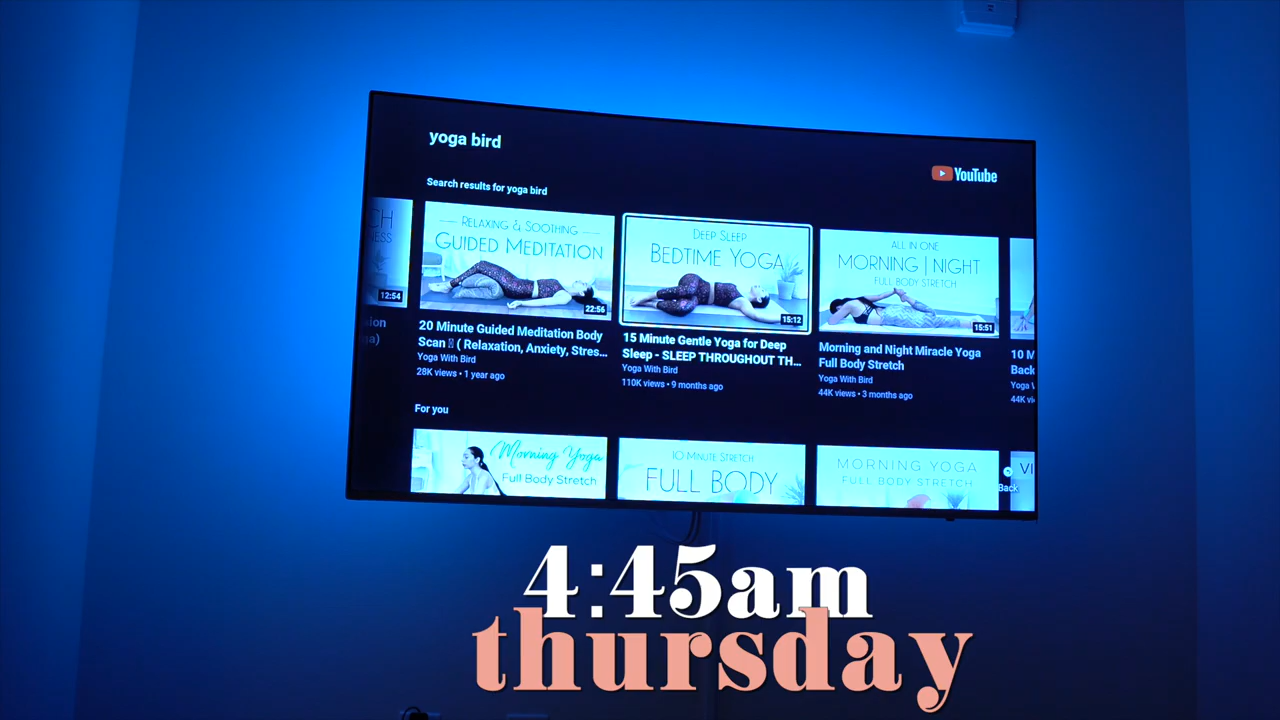 yoga bird
YouTube
Search results for yoga bird
CH
NESS
12:54
RELAXING & SOOTHING
GUIDED MEDITATION
22:56
DEEP SLEEP
BEDTIME YOGA
15:12
ALL IN ONE
MORNING | NIGHT
FULL BODY STRETCH
15:51
20 Minute Guided Meditation Body
Scan ▯ ( Relaxation, Anxiety, Stres...
Yoga With Bird
28K views • 1 year ago
15 Minute Gentle Yoga for Deep
Sleep - SLEEP THROUGHOUT TH...
Yoga With Bird
110K views • 9 months ago
Morning and Night Miracle Yoga
Full Body Stretch
Yoga With Bird
44K views • 3 months ago
10 M
Back
Yoga
44K vi
For you
Morning Yoga
Full Body Stretch
10 MINUTE STRETCH
FULL BODY
MORNING YOGA
FULL BODY STRETCH
VI
Back
4:45am
thursday